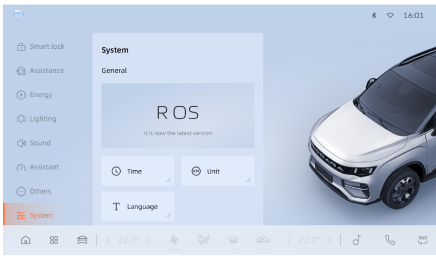 16:01
Smart lock
Assistance
Energy
Lighting
Sound
Assistant
Others
System
System
General
R OS
It is now the latest version
Time
Unit
Language
22.0°
22.0°